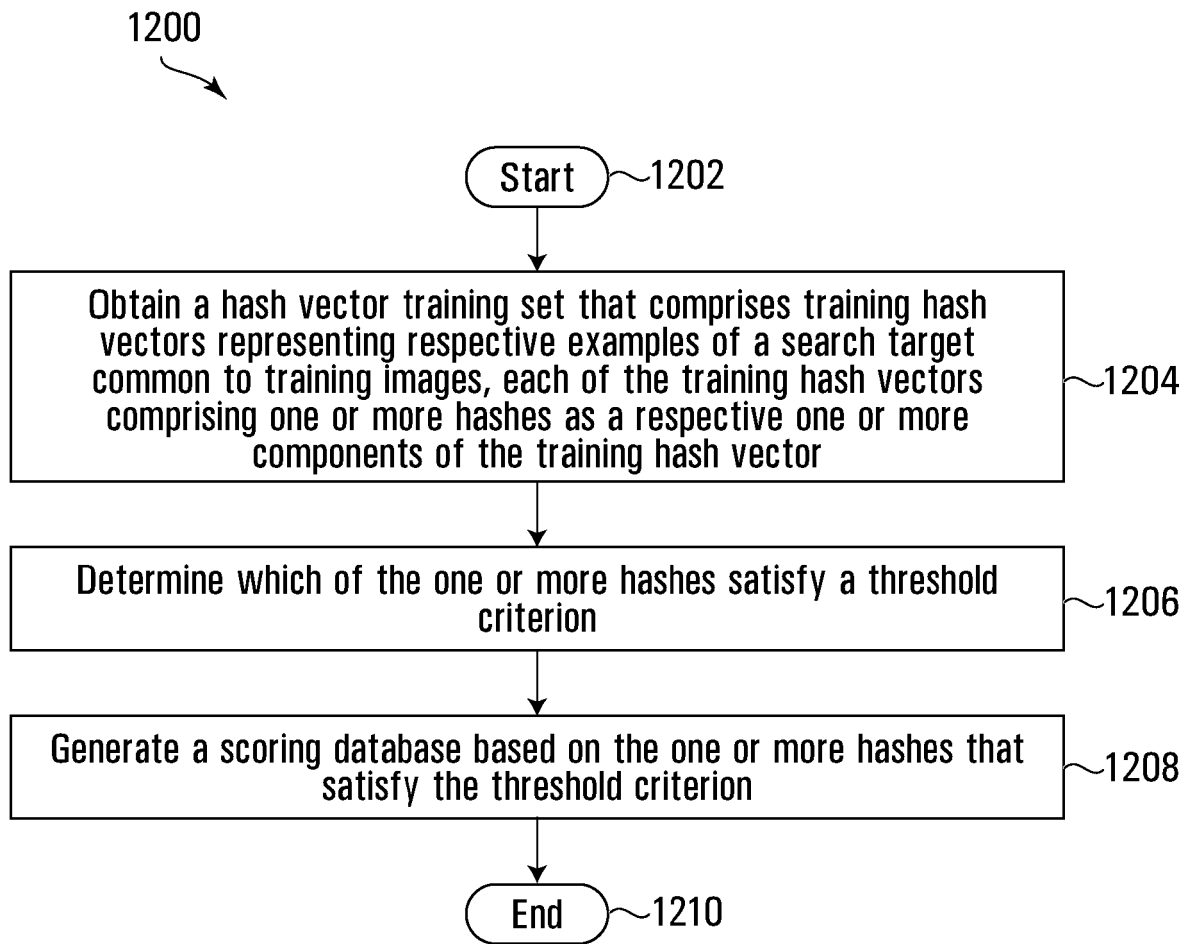 1200
Start
1202
Obtain a hash vector training set that comprises training hash
vectors representing respective examples of a search target
common to training images, each of the training hash vectors
comprising one or more hashes as a respective one or more
components of the training hash vector
1204
Determine which of the one or more hashes satisfy a threshold
criterion
1206
Generate a scoring database based on the one or more hashes that
satisfy the threshold criterion
1208
End
1210